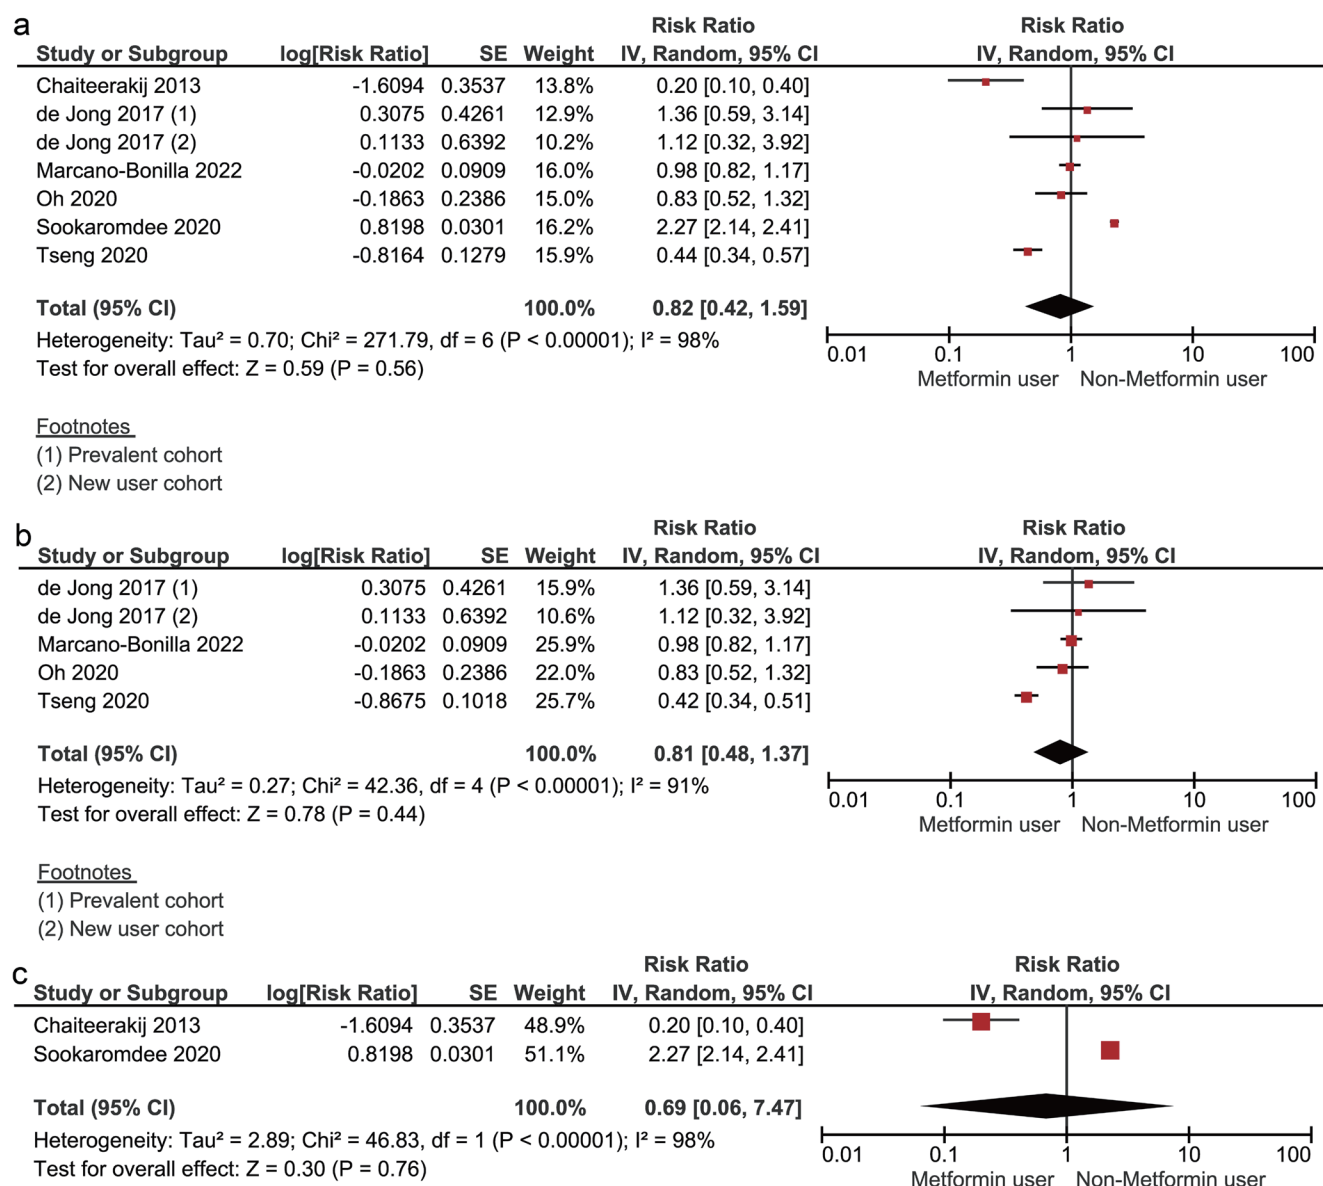 a
Risk Ratio Risk Ratio
Study or Subgroup log[Risk Ratio] SE Weight IV, Random, 95% CI IV, Random, 95% CI
Chaiteerakij 2013 -1.6094 0.3537 13.8% 0.20 [0.10, 0.40]
de Jong 2017 (1) 0.3075 0.4261 12.9% 1.36 [0.59, 3.14]
de Jong 2017 (2) 0.1133 0.6392 10.2% 1.12 [0.32, 3.92]
Marcano-Bonilla 2022 -0.0202 0.0909 16.0% 0.98 [0.82, 1.17]
Oh 2020 -0.1863 0.2386 15.0% 0.83 [0.52, 1.32]
Sookaromdee 2020 0.8198 0.0301 16.2% 2.27 [2.14, 2.41]
Tseng 2020 -0.8164 0.1279 15.9% 0.44 [0.34, 0.57]
Total (95% CI) 100.0% 0.82 [0.42, 1.59]
Heterogeneity: Tau² = 0.70; Chi² = 271.79, df = 6 (P < 0.00001); I² = 98%
Test for overall effect: Z = 0.59 (P = 0.56)
0.01 0.1 1 10 100
Metformin user Non-Metformin user
Footnotes
(1) Prevalent cohort
(2) New user cohort
b
Risk Ratio Risk Ratio
Study or Subgroup log[Risk Ratio] SE Weight IV, Random, 95% CI IV, Random, 95% CI
de Jong 2017 (1) 0.3075 0.4261 15.9% 1.36 [0.59, 3.14]
de Jong 2017 (2) 0.1133 0.6392 10.6% 1.12 [0.32, 3.92]
Marcano-Bonilla 2022 -0.0202 0.0909 25.9% 0.98 [0.82, 1.17]
Oh 2020 -0.1863 0.2386 22.0% 0.83 [0.52, 1.32]
Tseng 2020 -0.8675 0.1018 25.7% 0.42 [0.34, 0.51]
Total (95% CI) 100.0% 0.81 [0.48, 1.37]
Heterogeneity: Tau² = 0.27; Chi² = 42.36, df = 4 (P < 0.00001); I² = 91%
Test for overall effect: Z = 0.78 (P = 0.44)
0.01 0.1 1 10 100
Metformin user Non-Metformin user
Footnotes
(1) Prevalent cohort
(2) New user cohort
c
Risk Ratio Risk Ratio
Study or Subgroup log[Risk Ratio] SE Weight IV, Random, 95% CI IV, Random, 95% CI
Chaiteerakij 2013 -1.6094 0.3537 48.9% 0.20 [0.10, 0.40]
Sookaromdee 2020 0.8198 0.0301 51.1% 2.27 [2.14, 2.41]
Total (95% CI) 100.0% 0.69 [0.06, 7.47]
Heterogeneity: Tau² = 2.89; Chi² = 46.83, df = 1 (P < 0.00001); I² = 98%
Test for overall effect: Z = 0.30 (P = 0.76)
0.01 0.1 1 10 100
Metformin user Non-Metformin user